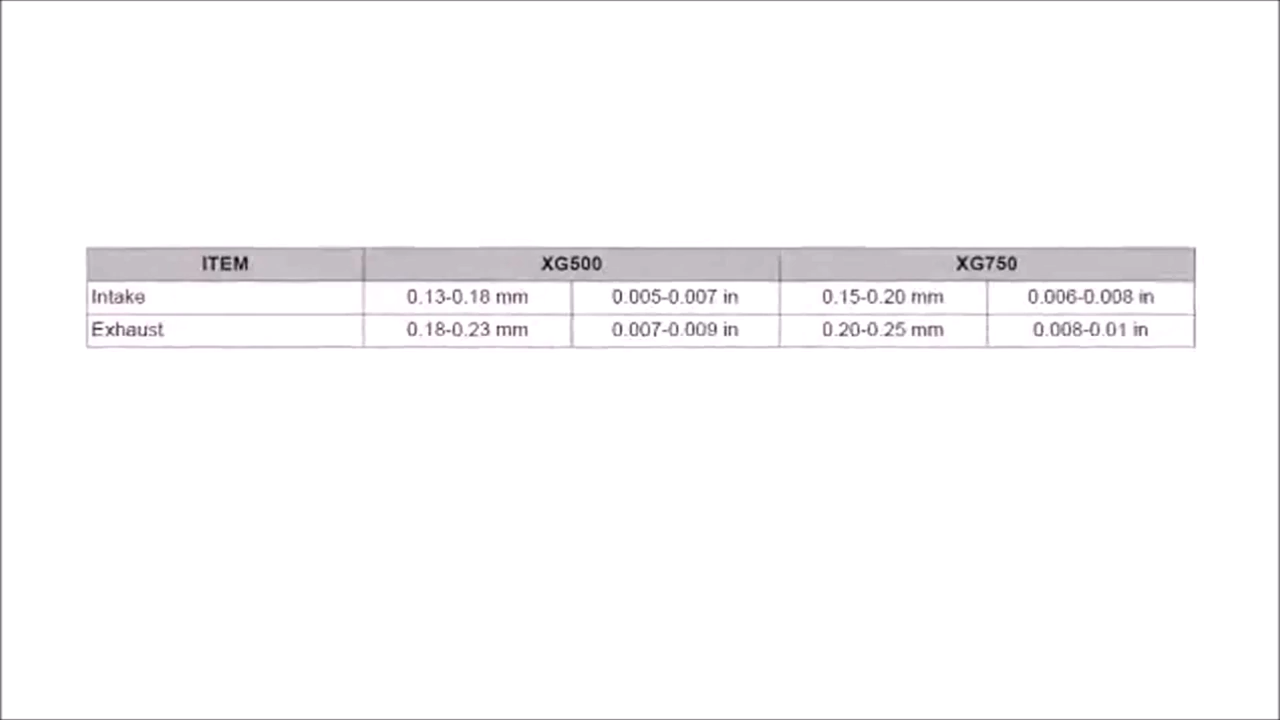 ITEM XG500 XG750
Intake 0.13-0.18 mm 0.005-0.007 in 0.15-0.20 mm 0.006-0.008 in
Exhaust 0.18-0.23 mm 0.007-0.009 in 0.20-0.25 mm 0.008-0.01 in